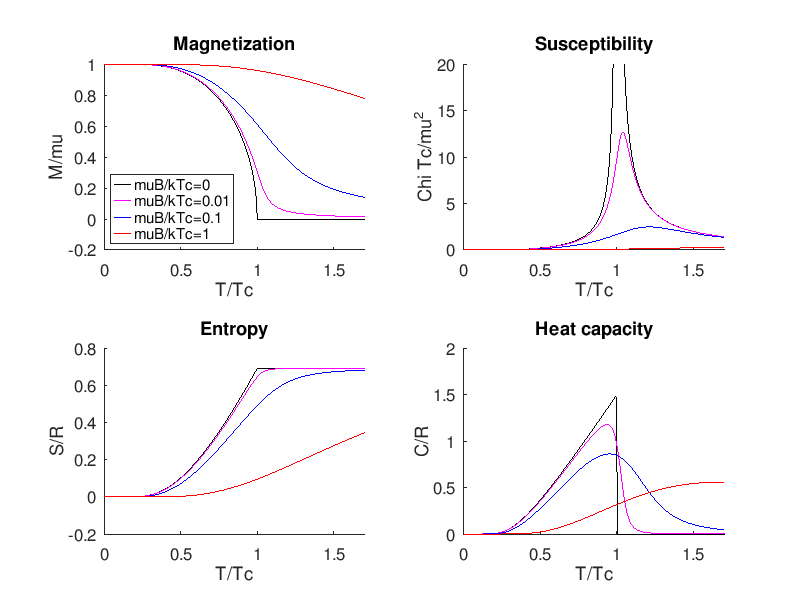 Magnetization
M/mu
1
0.8
0.6
0.4
0.2
0
-0.2
muB/kTc=0
muB/kTc=0.01
muB/kTc=0.1
muB/kTc=1
0
0.5
1
1.5
T/Tc
Susceptibility
Chi Tc/mu2
20
15
10
5
0
0
0.5
1
1.5
T/Tc
Entropy
S/R
0.8
0.6
0.4
0.2
0
-0.2
0
0.5
1
1.5
T/Tc
Heat capacity
C/R
2
1.5
1
0.5
0
0
0.5
1
1.5
T/Tc